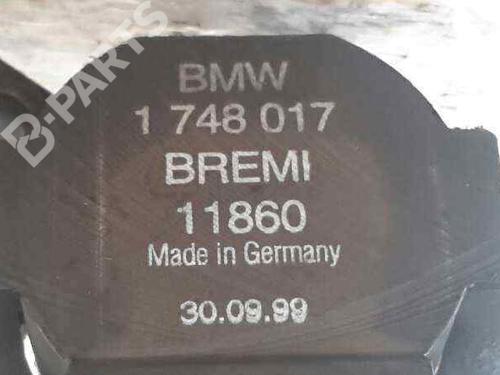 B-PARTS
BMW
1 748 017
BREMI
11860
Made in Germany
30.09.99